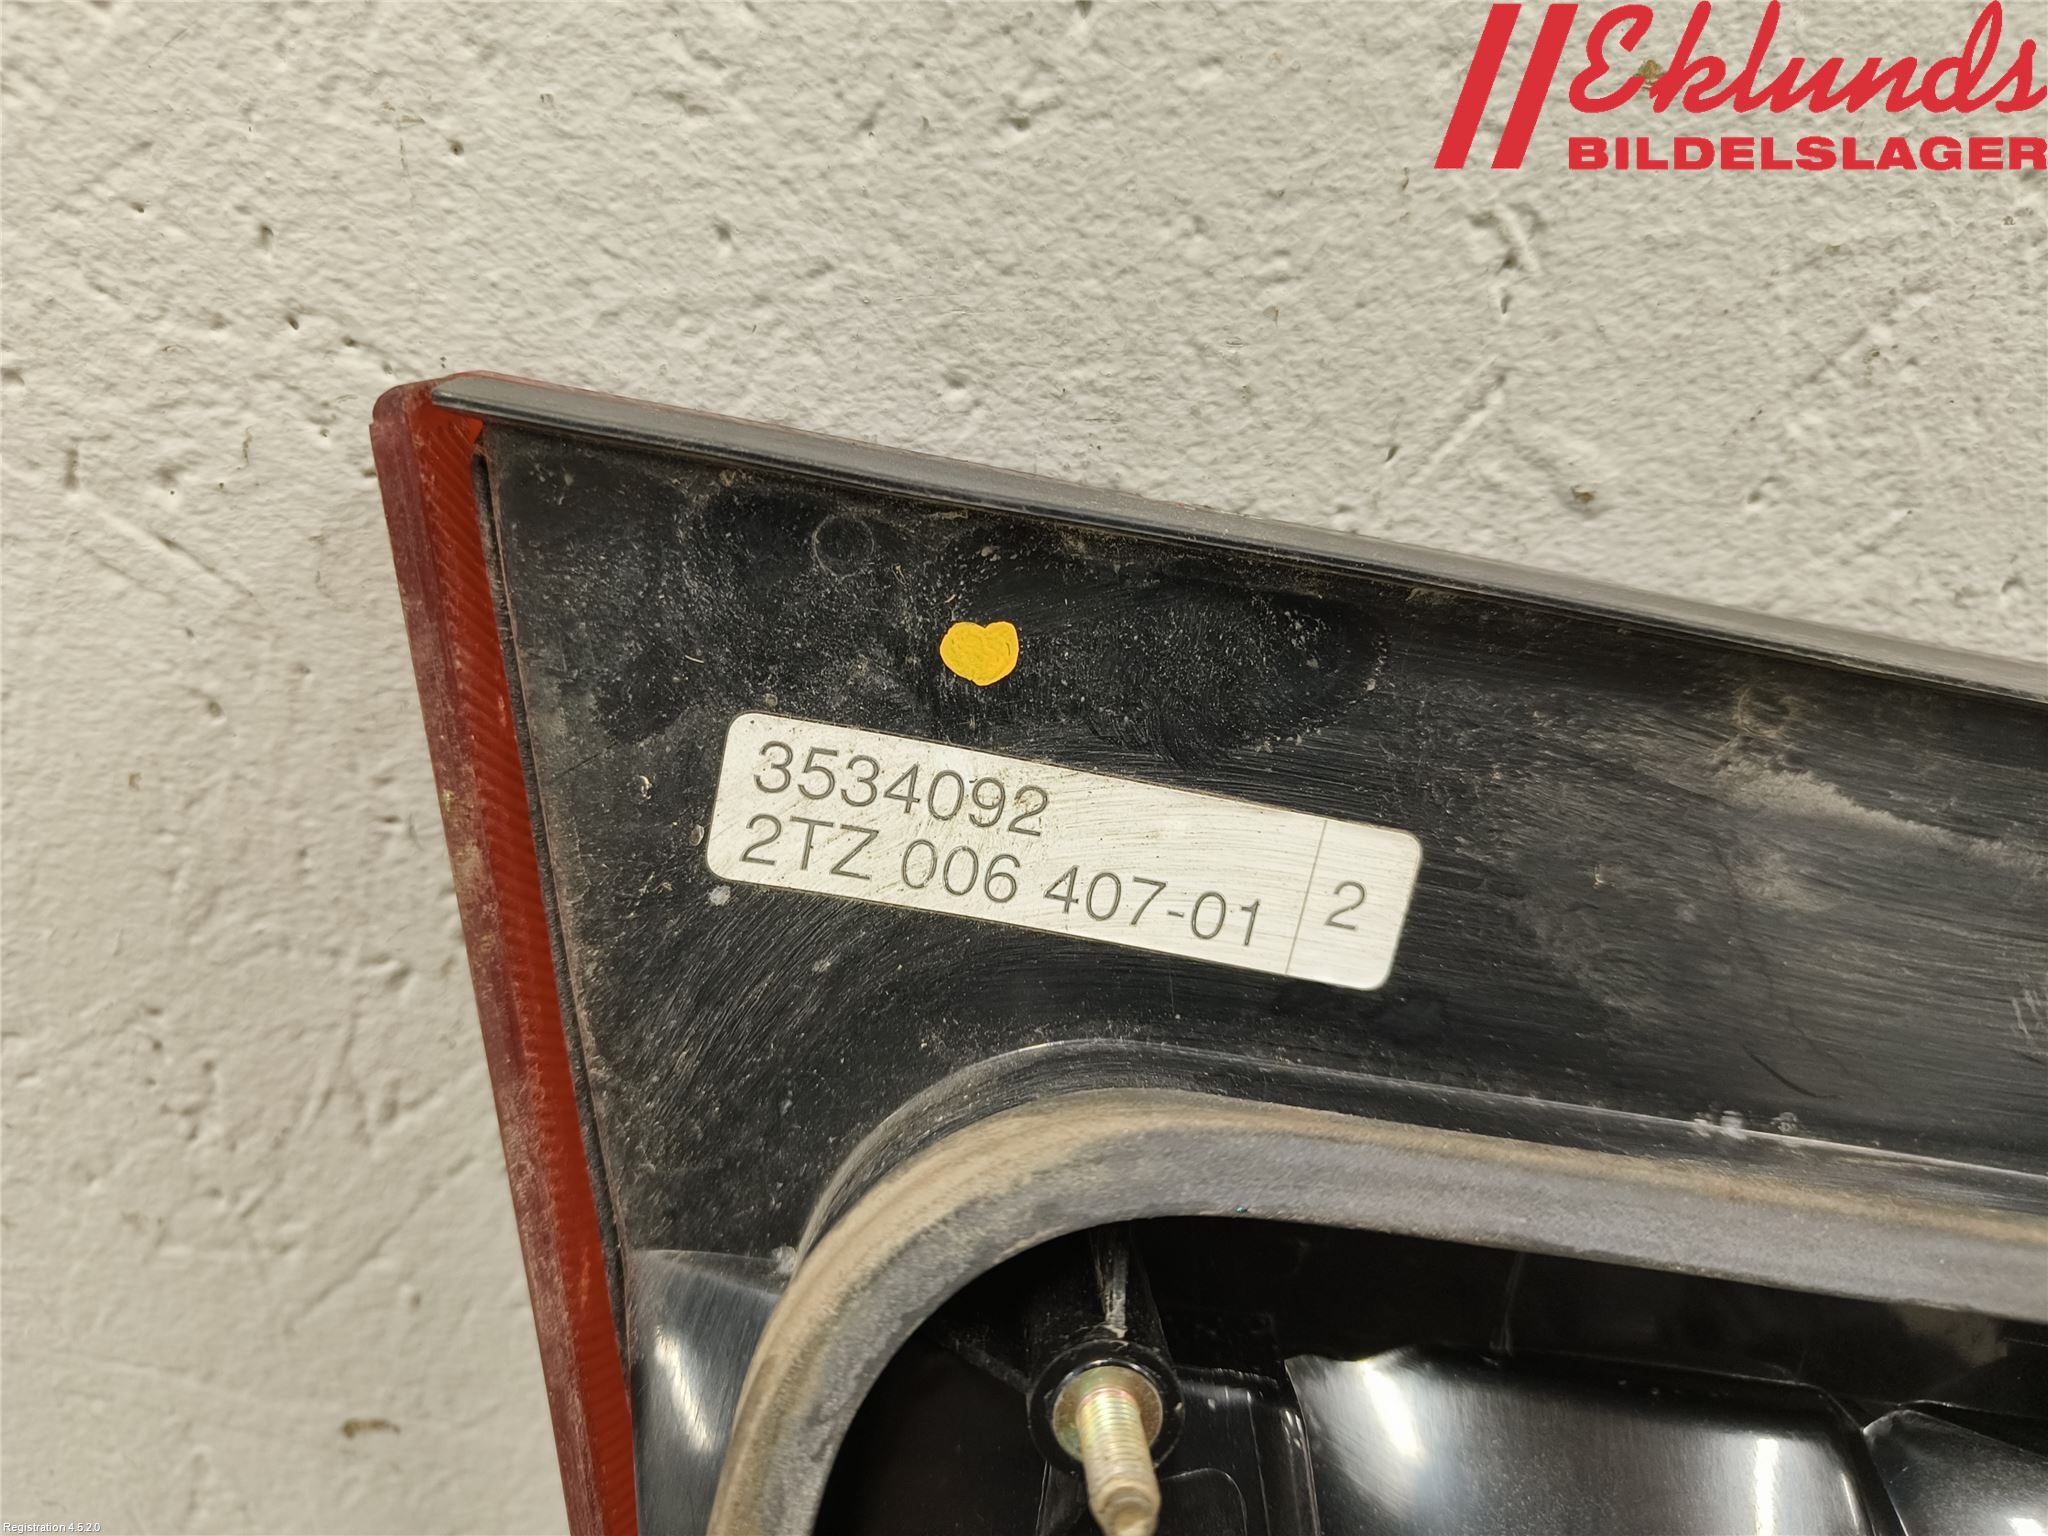 Eklunds
BILDELSLAGER
3534092
2TZ 006 407-01 2
Registration 4.5.2.0